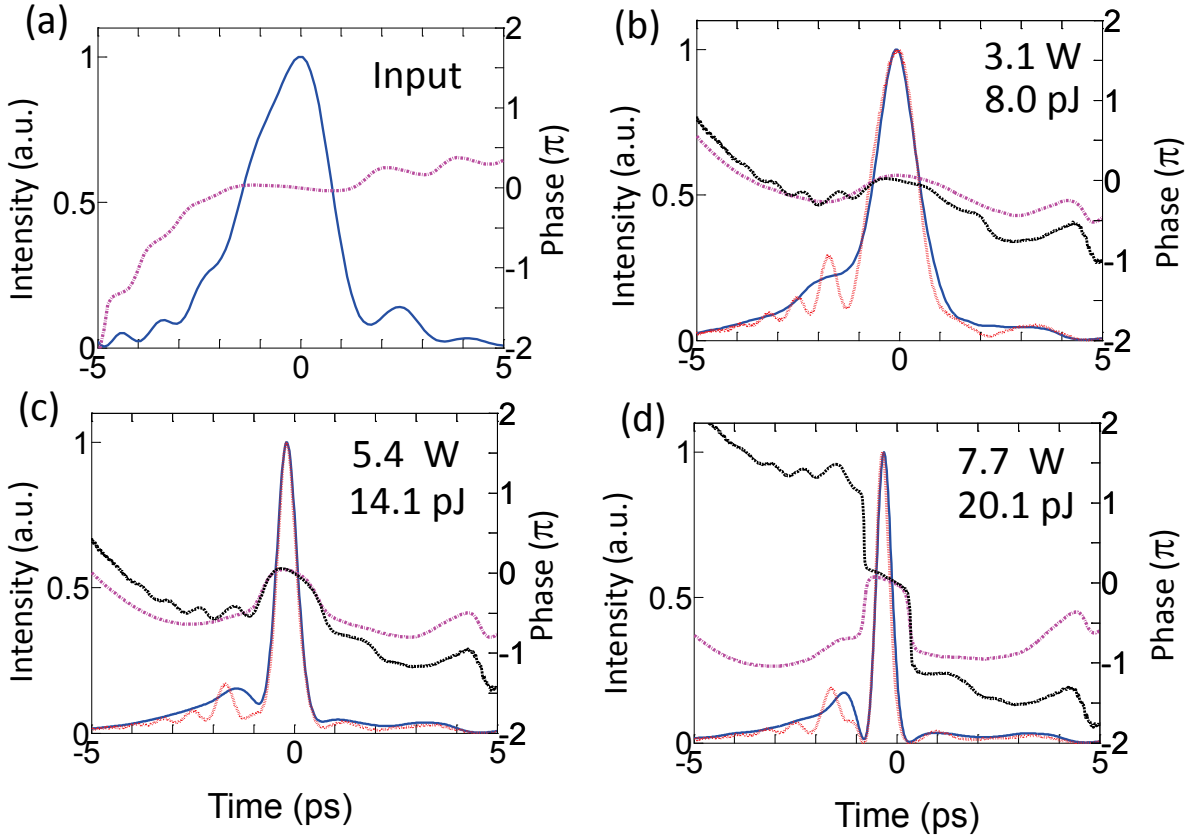 (a)
Input
Intensity (a.u.)
1
0.5
0
-5
0
5
2
1
0
-1
-2
Phase (π)
(b)
3.1 W
8.0 pJ
Intensity (a.u.)
1
0.5
0
-5
0
5
2
1
0
-1
-2
Phase (π)
(c)
5.4 W
14.1 pJ
Intensity (a.u.)
1
0.5
0
-5
0
5
2
1
0
-1
-2
Phase (π)
Time (ps)
(d)
7.7 W
20.1 pJ
Intensity (a.u.)
1
0.5
0
-5
0
5
2
1
0
-1
-2
Phase (π)
Time (ps)